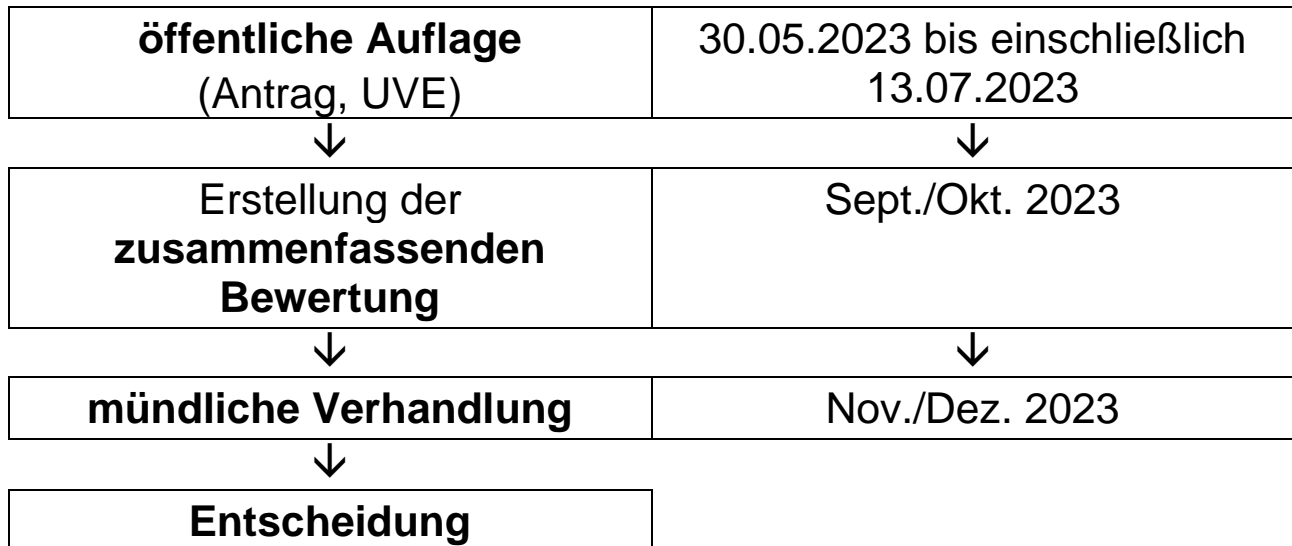 öffentliche Auflage
(Antrag, UVE)
30.05.2023 bis einschließlich
13.07.2023
↓ ↓
Erstellung der
zusammenfassenden
Bewertung
Sept./Okt. 2023
↓ ↓
mündliche Verhandlung
Nov./Dez. 2023
↓
Entscheidung